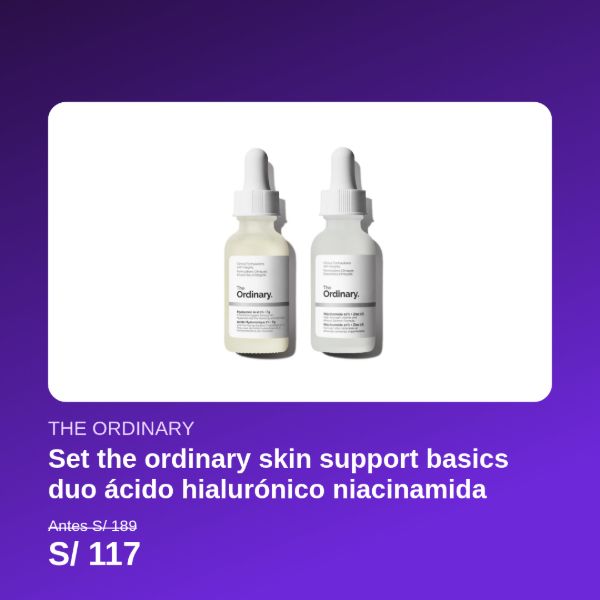 The
Ordinary.
The
Ordinary.
THE ORDINARY
Set the ordinary skin support basics
duo ácido hialurónico niacinamida
Antes S/ 189
S/ 117